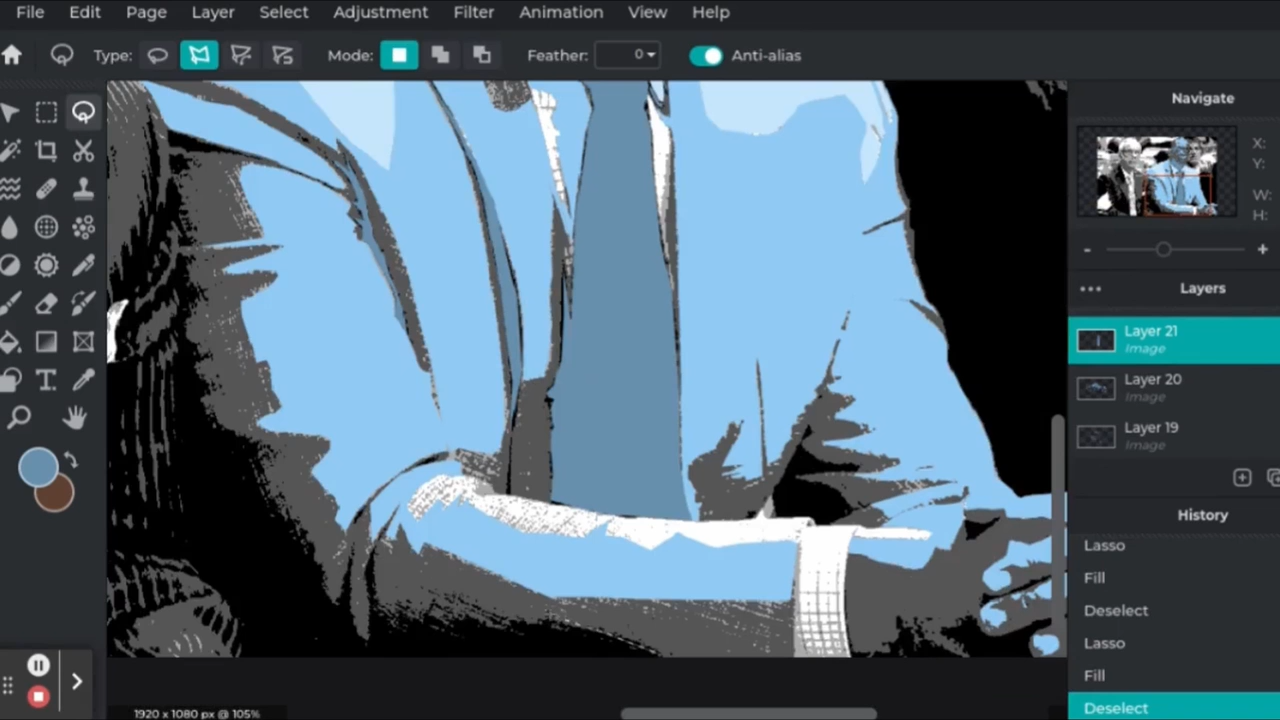 File Edit Page Layer Select Adjustment Filter Animation View Help
Type: Mode: Feather: 0 Anti-alias
Navigate
X:
Y:
W:
H:
- +
Layers
Layer 21
Image
Layer 20
Image
Layer 19
Image
History
Lasso
Fill
Deselect
Lasso
Fill
Deselect
1920 x 1080 px @ 105%